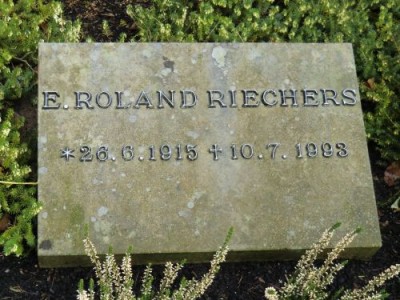 E. ROLAND RIECHERS
* 26. 6. 1915 ✝ 10. 7. 1993